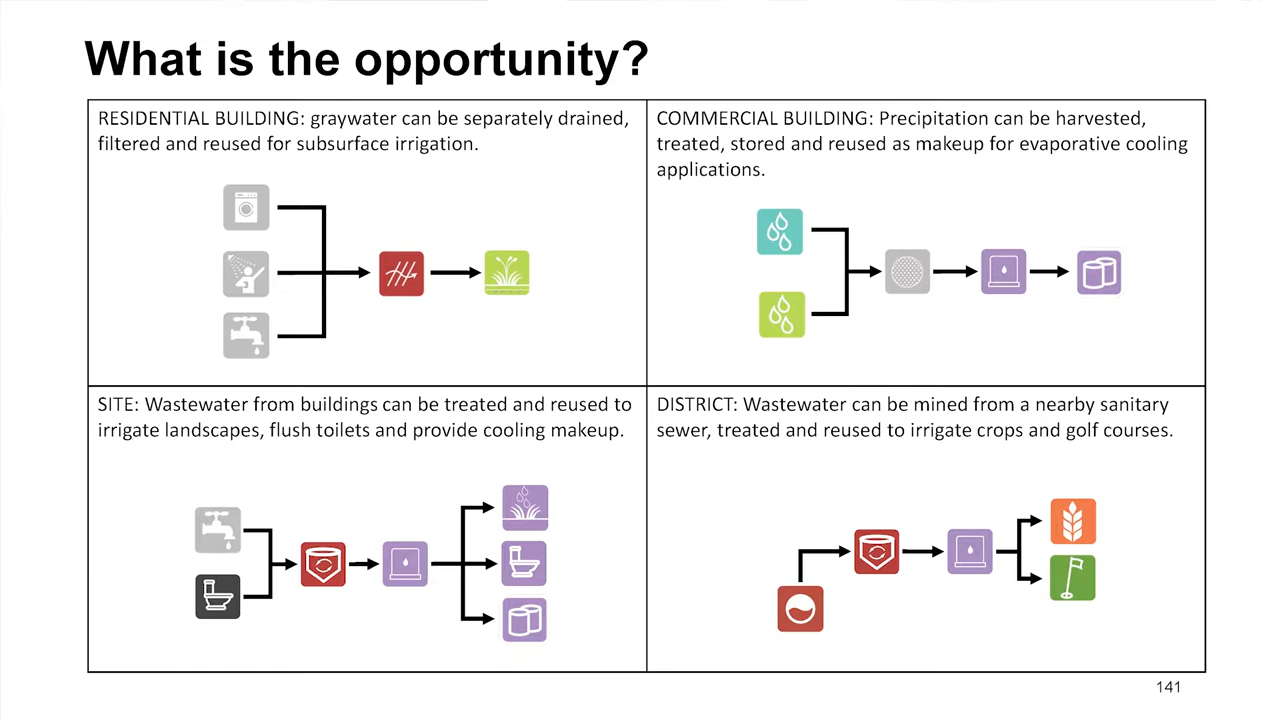 What is the opportunity?
RESIDENTIAL BUILDING: graywater can be separately drained,
filtered and reused for subsurface irrigation.
COMMERCIAL BUILDING: Precipitation can be harvested,
treated, stored and reused as makeup for evaporative cooling
applications.
SITE: Wastewater from buildings can be treated and reused to
irrigate landscapes, flush toilets and provide cooling makeup.
DISTRICT: Wastewater can be mined from a nearby sanitary
sewer, treated and reused to irrigate crops and golf courses.
141